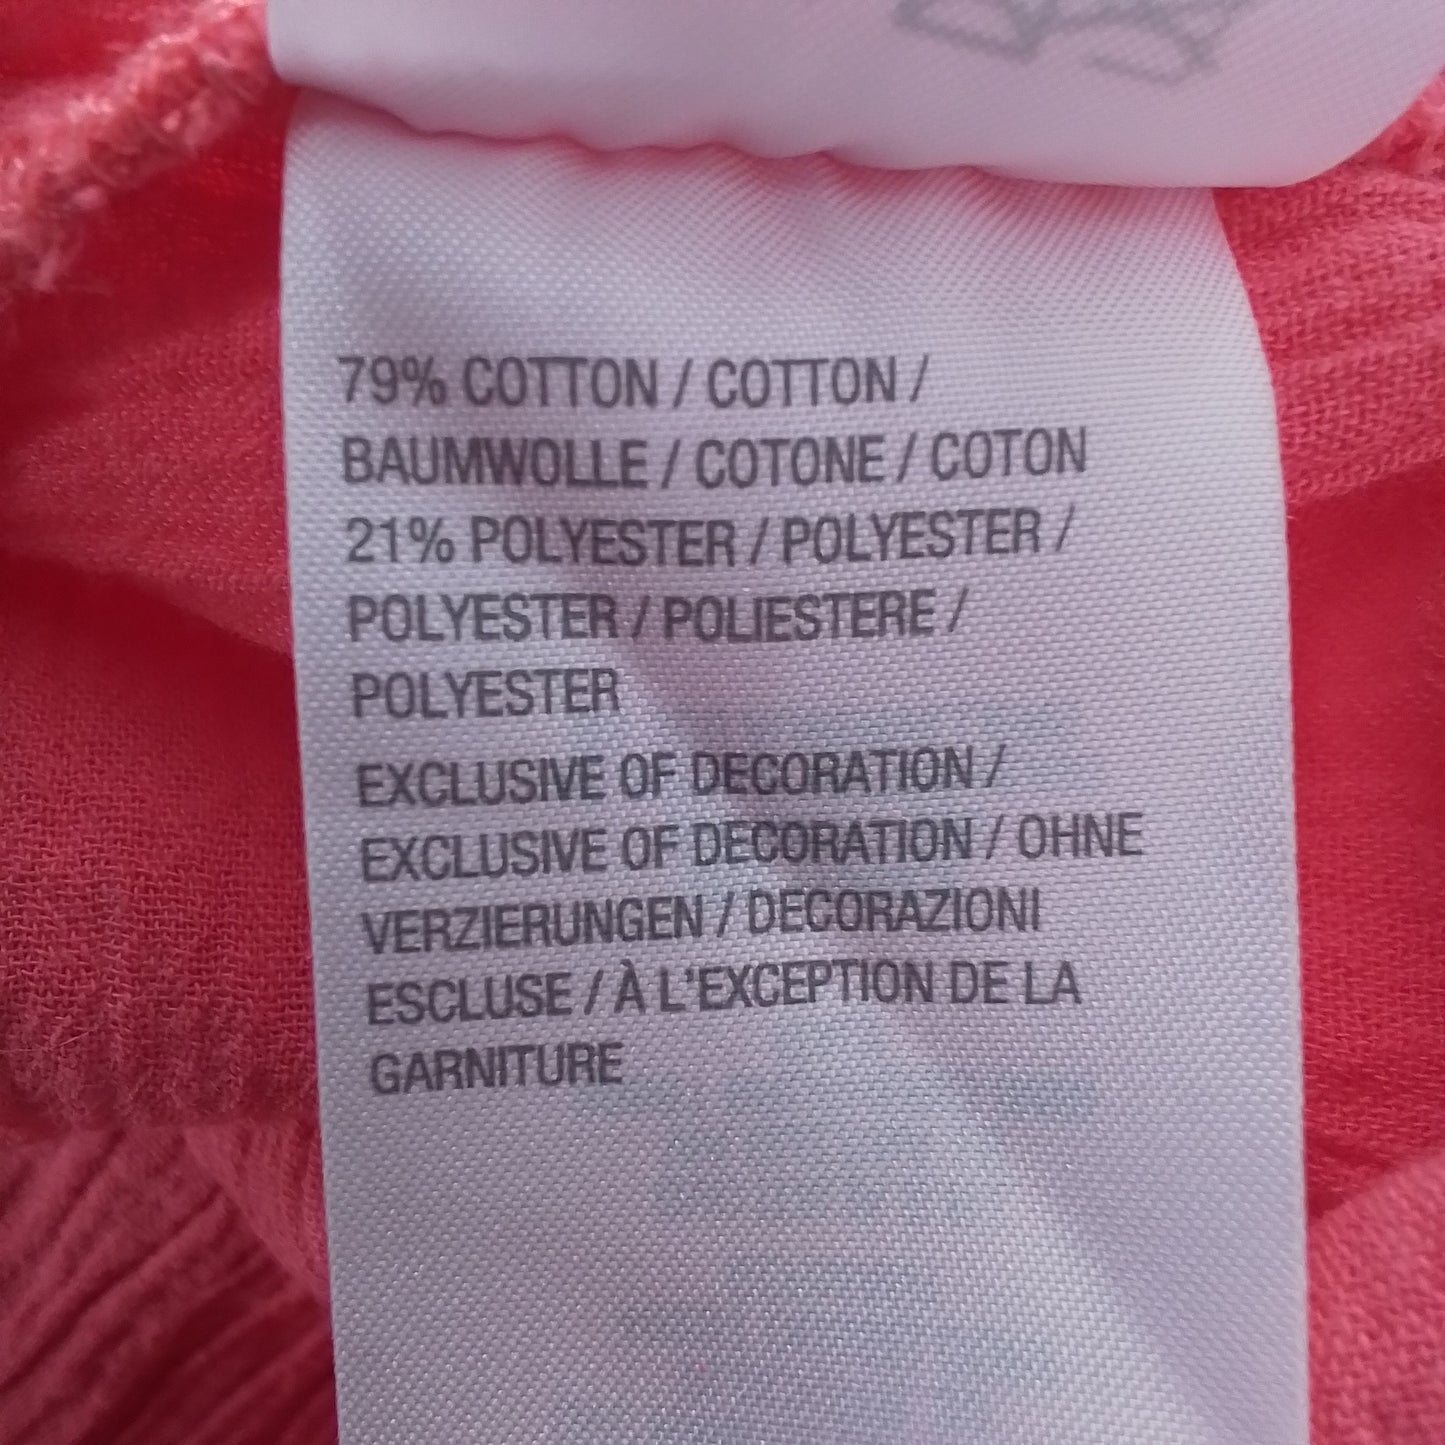 79% COTTON / COTTON /
BAUMWOLLE / COTONE / COTON
21% POLYESTER / POLYESTER /
POLYESTER / POLIESTERE /
POLYESTER
EXCLUSIVE OF DECORATION /
EXCLUSIVE OF DECORATION / OHNE
VERZIERUNGEN / DECORAZIONI
ESCLUSE / À L'EXCEPTION DE LA
GARNITURE